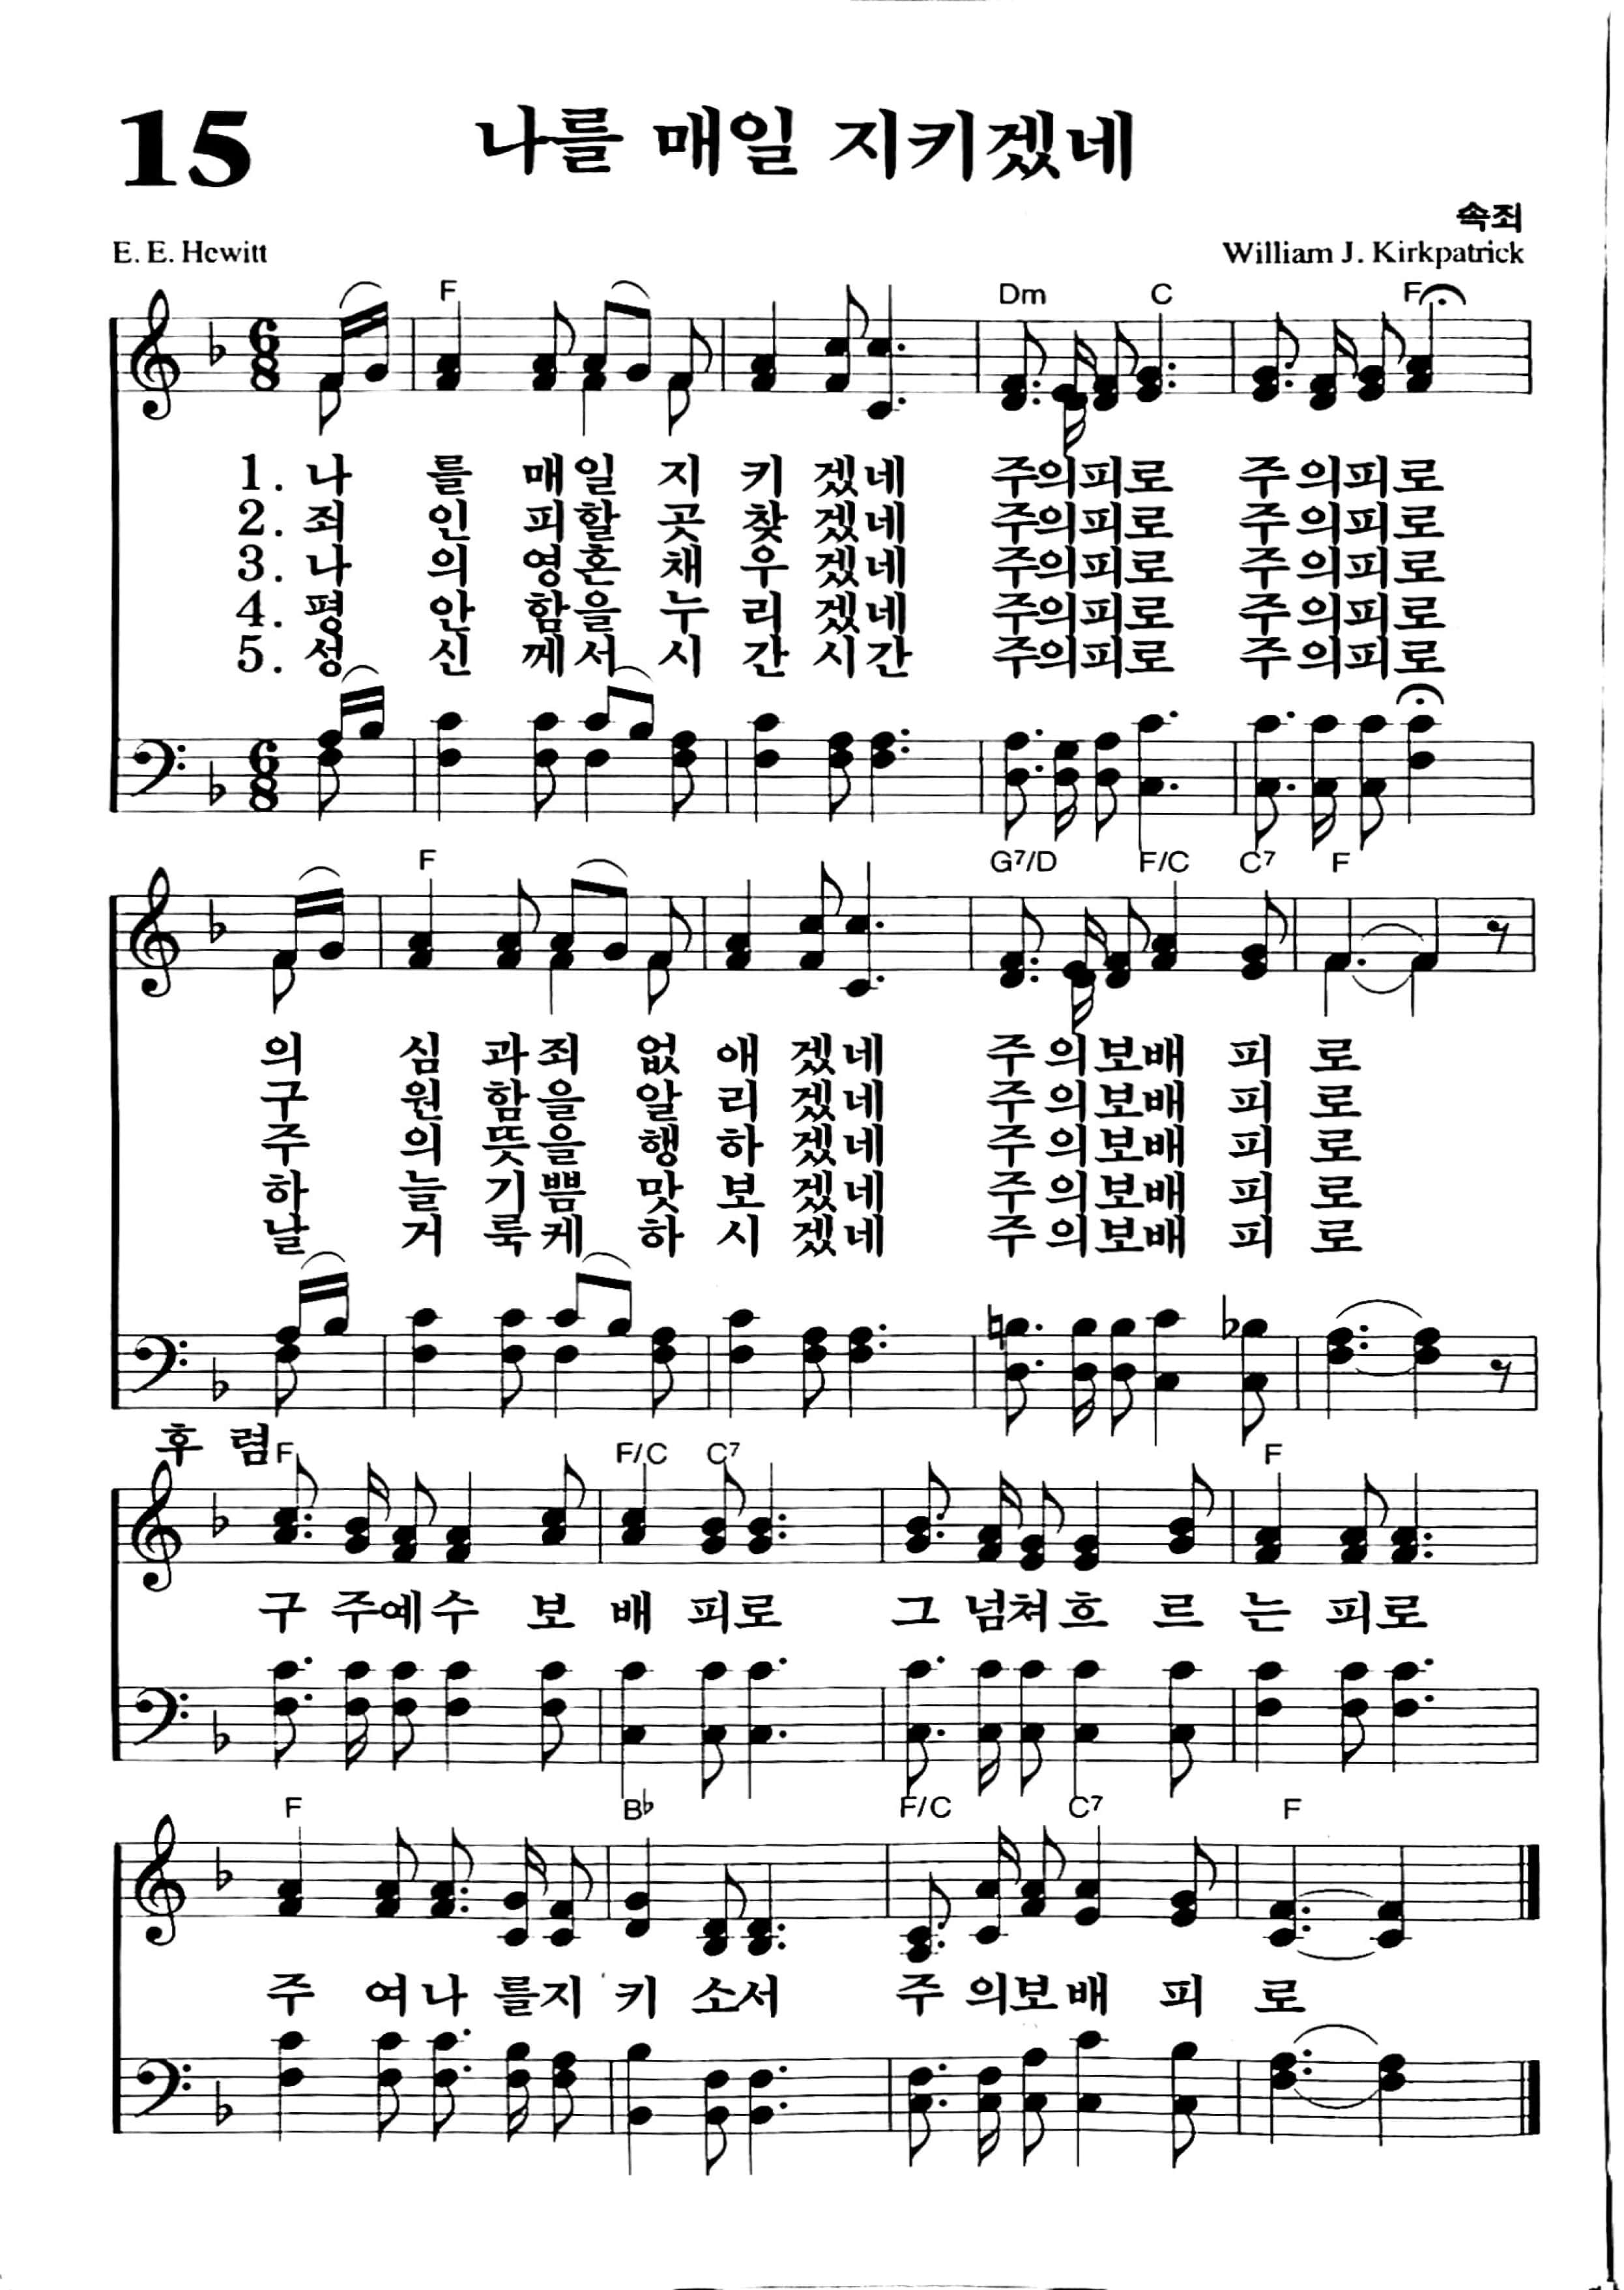 15 나를 매일 지키겠네
속죄
E. E. Hewitt William J. Kirkpatrick
F Dm C F
1. 나 를 매일 지 키 겠네 주의피로 주의피로
2. 죄 인 피할 곳 찾 겠네 주의피로 주의피로
3. 나 의 영혼 채 우 겠네 주의피로 주의피로
4. 평 안 함을 누 리 겠네 주의피로 주의피로
5. 성 신 께서 시 간 시간 주의피로 주의피로
F G7/D F/C C7 F
의 심 과죄 없 애 겠네 주의보배 피 로
구 원 함을 알 리 겠네 주의보배 피 로
주 의 뜻을 행 하 겠네 주의보배 피 로
하 늘 기쁨 맛 보 겠네 주의보배 피 로
날 거 룩케 하 시 겠네 주의보배 피 로
후 렴 F F/C C7 F
구 주예수 보 배 피로 그 넘쳐흐 르 는 피로
F B♭ F/C C7 F
주 여나 를지 키 소서 주 의보배 피 로